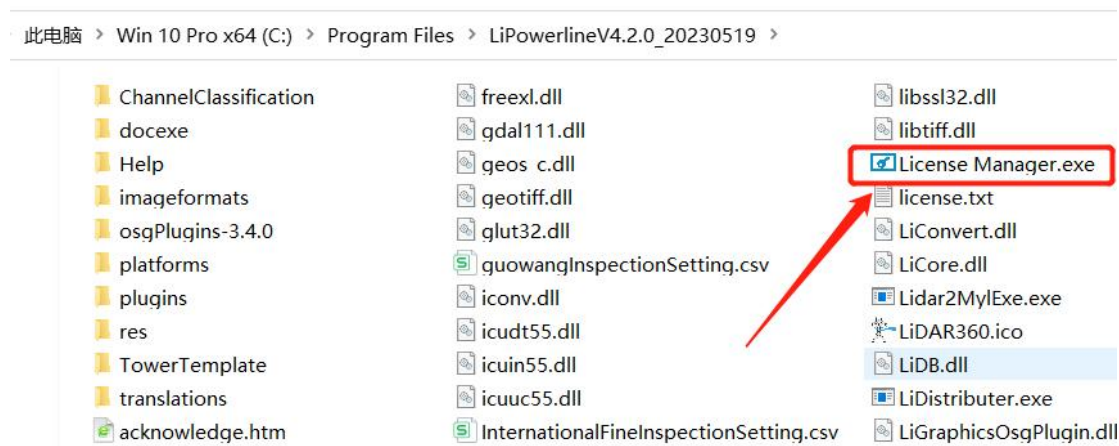 此电脑 > Win 10 Pro x64 (C:) > Program Files > LiPowerlineV4.2.0_20230519 >
ChannelClassification
docexe
Help
imageformats
osgPlugins-3.4.0
platforms
plugins
res
TowerTemplate
translations
acknowledge.htm
freexl.dll
gdal111.dll
geos_c.dll
geotiff.dll
glut32.dll
guowangInspectionSetting.csv
iconv.dll
icudt55.dll
icuin55.dll
icuuc55.dll
InternationalFineInspectionSetting.csv
libssl32.dll
libtiff.dll
License Manager.exe
license.txt
LiConvert.dll
LiCore.dll
Lidar2MylExe.exe
LiDAR360.ico
LiDB.dll
LiDistributer.exe
LiGraphicsOsgPlugin.dll